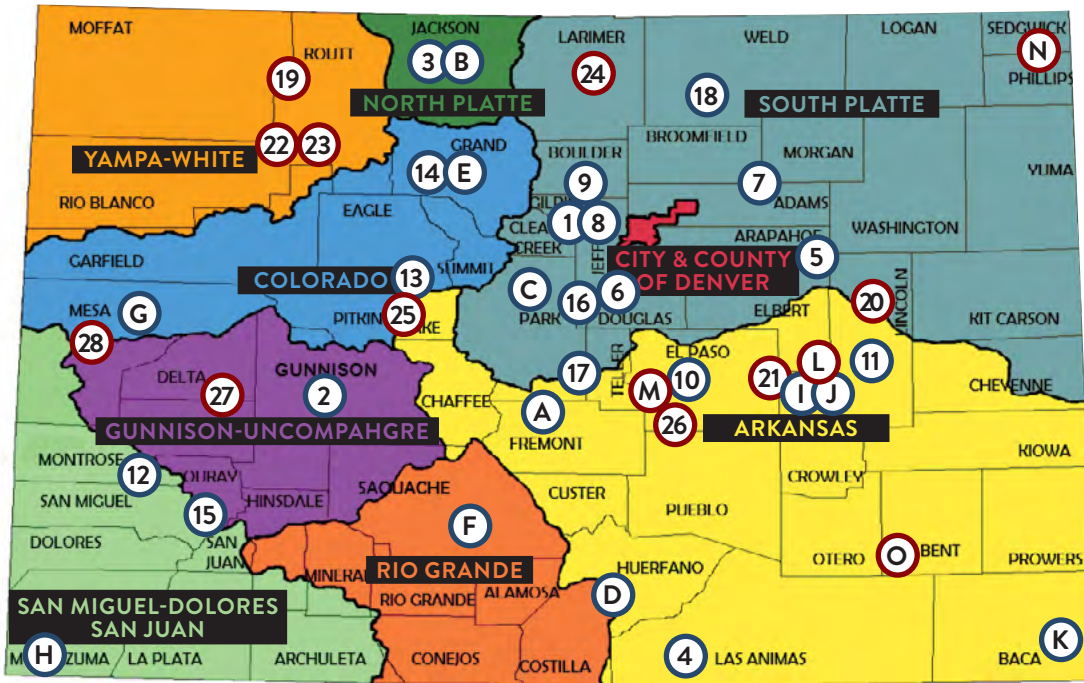 MOFFAT
ROUTT
JACKSON
LARIMER
WELD
LOGAN
SEDGWICK
N
PHILLIPS
3
B
19
24
18
NORTH PLATTE
SOUTH PLATTE
22
23
YAMPA-WHITE
RIO BLANCO
GRAND
14
E
BOULDER
BROOMFIELD
MORGAN
YUMA
9
7
ADAMS
WASHINGTON
EAGLE
GARFIELD
GIL
CLEA
CREEK
1
8
JEFF
ARAPAHOE
CITY & COUNTY
OF DENVER
5
COLORADO
13
SUMMIT
MESA
G
28
PITKIN
25
KE
C
PARK
16
6
DOUGLAS
ELBERT
20
LINCOLN
KIT CARSON
DELTA
27
GUNNISON
2
CHAFFEE
17
TELLER
EL PASO
M
10
21
L
I
J
11
CHEYENNE
A
FREMONT
26
ARKANSAS
GUNNISON-UNCOMPAHGRE
MONTROSE
12
SAN MIGUEL
OURAY
15
HINSDALE
SAGUACHE
F
CUSTER
PUEBLO
CROWLEY
KIOWA
DOLORES
SAN
JUAN
MINERAL
RIO GRANDE
RIO GRANDE
ALAMOSA
HUERFANO
D
OTERO
O
BENT
PROWERS
SAN MIGUEL-DOLORES
SAN JUAN
M
H
ZUMA
LA PLATA
ARCHULETA
CONEJOS
COSTILLA
4
LAS ANIMAS
BACA
K